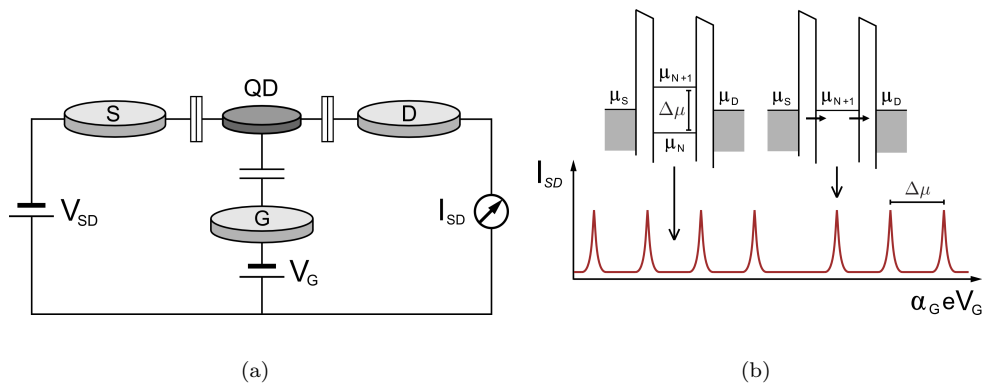 S
QD
D
V_SD
G
I_SD
V_G
(a)
μ_N+1
μ_S
Δμ
μ_D
μ_N
μ_S
μ_N+1
μ_D
I_SD
Δμ
α_G eV_G
(b)